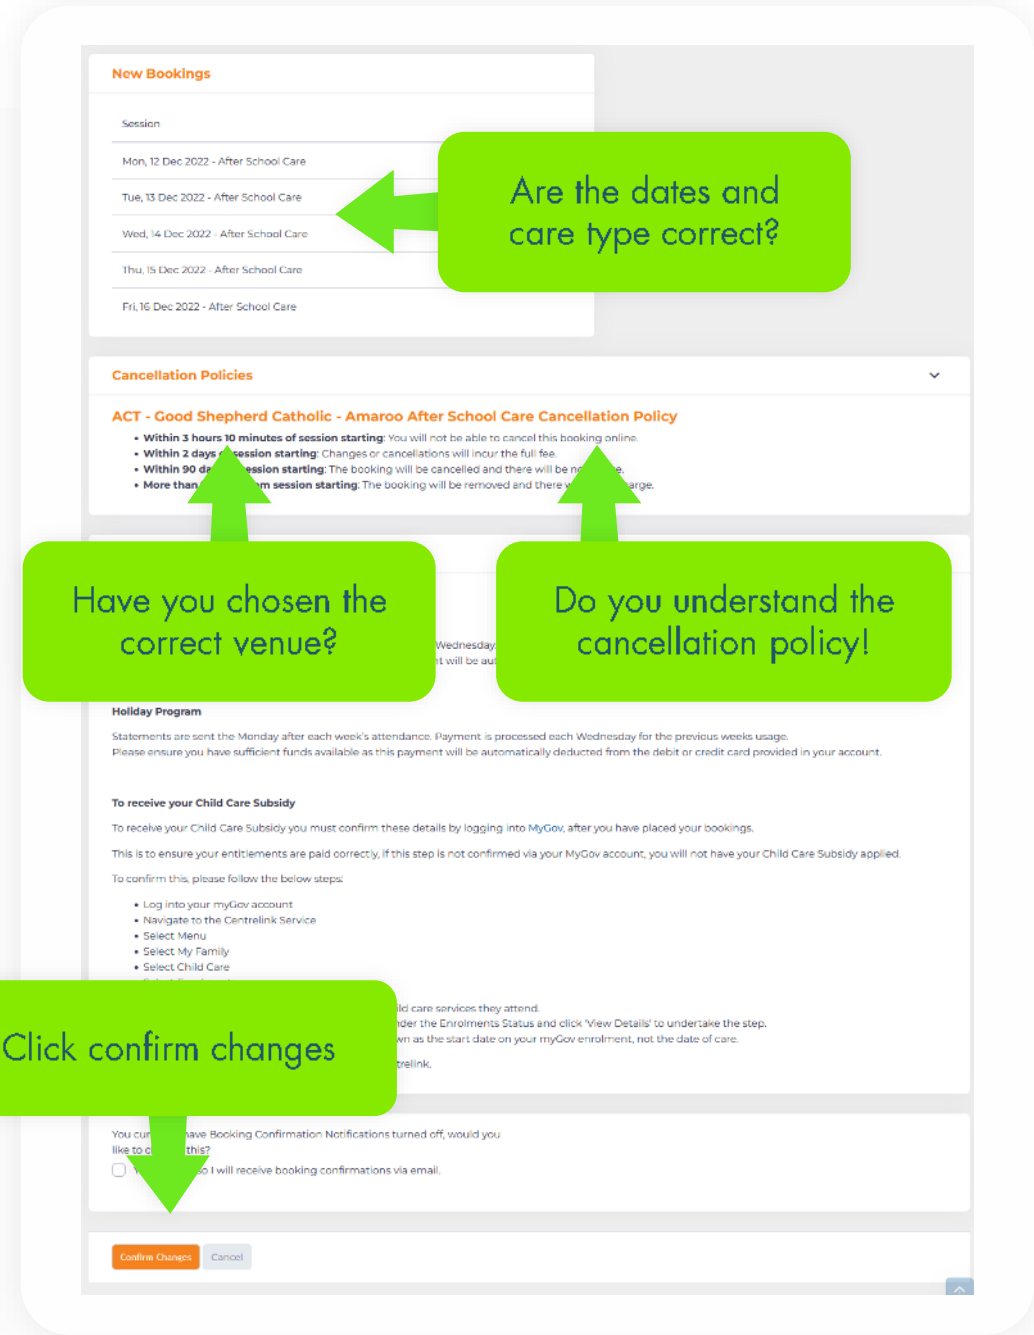 New Bookings
Session
Mon, 12 Dec 2022 - After School Care
Tue, 13 Dec 2022 - After School Care
Wed, 14 Dec 2022 - After School Care
Thu, 15 Dec 2022 - After School Care
Fri, 16 Dec 2022 - After School Care
Are the dates and
care type correct?
Cancellation Policies
ACT - Good Shepherd Catholic - Amaroo After School Care Cancellation Policy
• Within 3 hours 10 minutes of session starting: You will not be able to cancel this booking online.
• Within 2 days session starting: Changes or cancellations will incur the full fee.
• Within 90 session starting: The booking will be cancelled and there will be
• More than session starting: The booking will be removed and there
Have you chosen the
correct venue?
Do you understand the
cancellation policy!
Wednesday
will be
Holiday Program
Statements are sent the Monday after each week's attendance. Payment is processed each Wednesday for the previous weeks usage.
Please ensure you have sufficient funds available as this payment will be automatically deducted from the debit or credit card provided in your account.
To receive your Child Care Subsidy
To receive your Child Care Subsidy you must confirm these details by logging into MyGov, after you have placed your bookings.
This is to ensure your entitlements are paid correctly, if this step is not confirmed via your MyGov account, you will not have your Child Care Subsidy applied.
To confirm this, please follow the below steps:
• Log into your myGov account
• Navigate to the Centrelink Service
• Select Menu
• Select My Family
• Select Child Care
care services they attend.
the Enrolments Status and click 'View Details' to undertake the step.
as the start date on your myGov enrolment, not the date of care.
Click confirm changes
You have Booking Confirmation Notifications turned off, would you
like to this?
I will receive booking confirmations via email.
Confirm Changes
Cancel